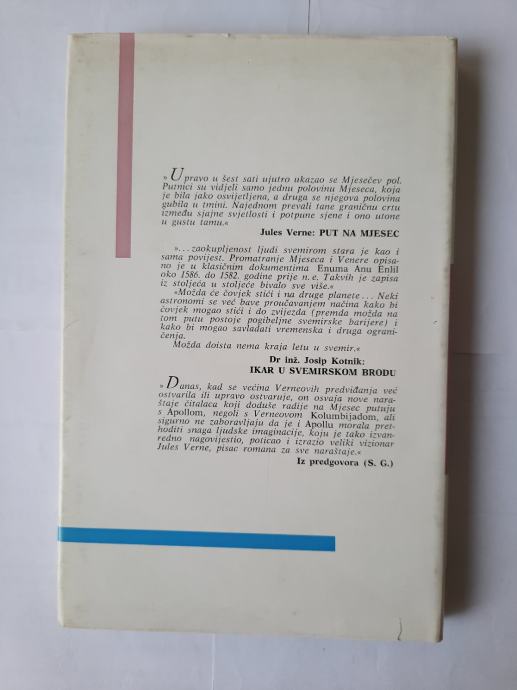 »Upravo u šest sati ujutro ukazao se Mjesečev pol.
Putnici su vidjeli samo jednu polovinu Mjeseca, koja
je bila jako osvijetljena, a druga se njegova polovina
gubila u tmini. Najednom prevali tane graničnu crtu
između sjajne svjetlosti i potpune sjene i ono utone
u gustu tamu.«
Jules Verne: PUT NA MJESEC
»... zaokupljenost ljudi svemirom stara je kao i
sama povijest. Promatranje Mjeseca i Venere opisa-
no je u klasičnim dokumentima Enuma Anu Enlil
oko 1586. do 1582. godine prije n. e. Takvih je zapisa
iz stoljeća u stoljeće bivalo sve više.«
»Možda će čovjek stići i na druge planete... Neki
astronomi se već bave proučavanjem načina kako bi
čovjek mogao stići i do zvijezda (premda možda na
tom putu postoje pogibeljne svemirske barijere) i
kako bi mogao savladati vremenska i druga ograni-
čenja.
Možda doista nema kraja letu u svemir.«
Dr inž. Josip Kotnik:
IKAR U SVEMIRSKOM BRODU
»Danas, kad se većina Verneovih predviđanja već
ostvarila ili upravo ostvaruje, on osvaja nove nara-
štaje čitalaca koji doduše radije na Mjesec putuju
s Apollom, negoli s Verneovom Kolumbijadom, ali
sigurno ne zaboravljaju da je i Apollu morala pret-
hoditi snaga ljudske imaginacije, koju je tako izvan-
redno nagovijestio, poticao i izrazio veliki vizionar
Jules Verne, pisac romana za sve naraštaje.«
Iz predgovora (S. G.)